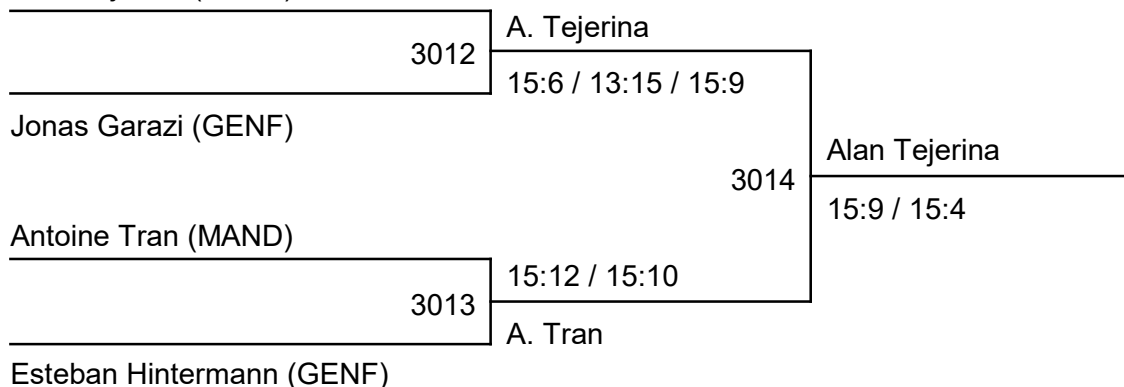 A. Tejerina
3012
15:6 / 13:15 / 15:9
Jonas Garazi (GENF)
Alan Tejerina
3014
15:9 / 15:4
Antoine Tran (MAND)
15:12 / 15:10
3013
A. Tran
Esteban Hintermann (GENF)